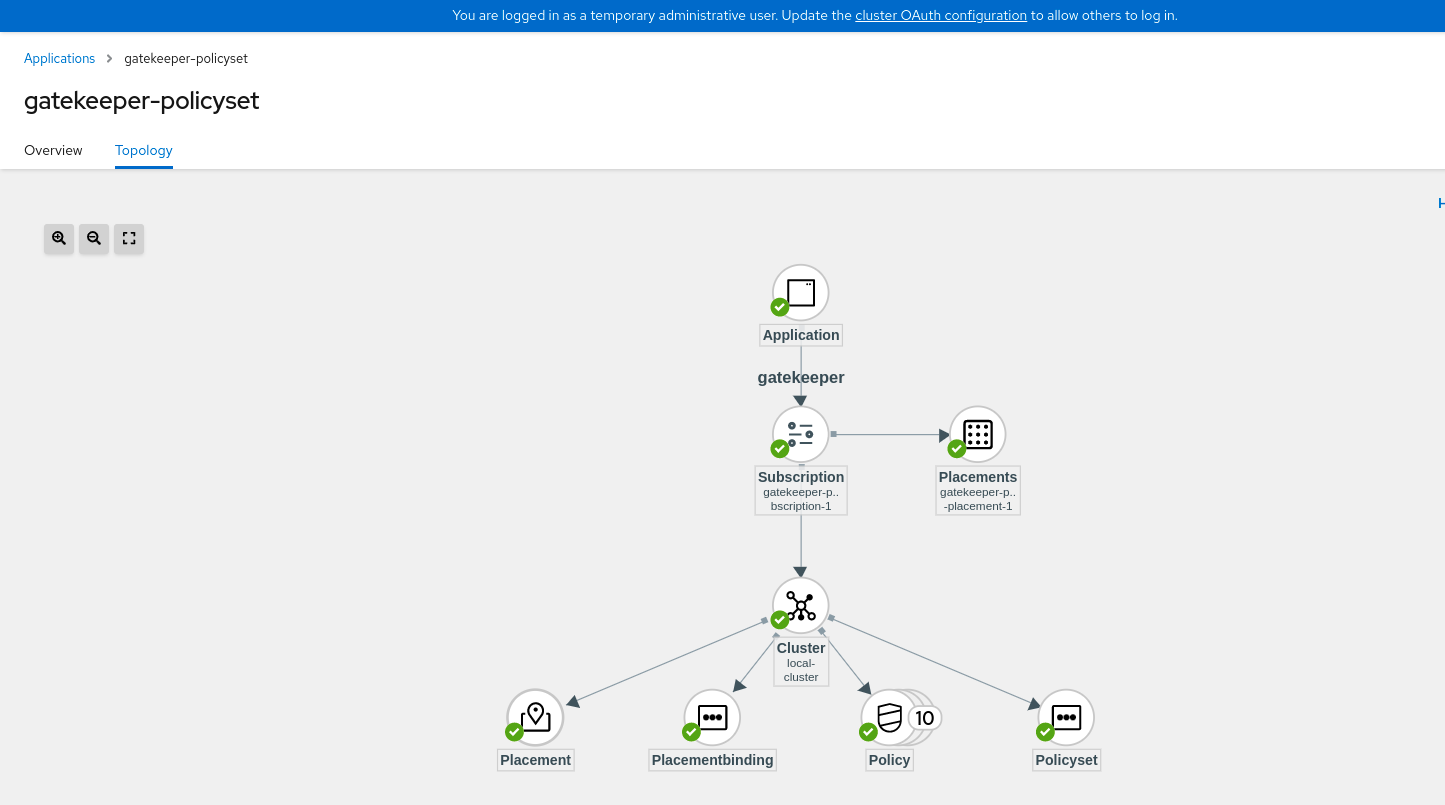 You are logged in as a temporary administrative user. Update the cluster OAuth configuration to allow others to log in.
Applications gatekeeper-policyset
gatekeeper-policyset
Overview Topology
H
Application
gatekeeper
Subscription
gatekeeper-p..
bscription-1
Placements
gatekeeper-p..
-placement-1
Cluster
local-
cluster
10
Placement
Placementbinding
Policy
Policyset